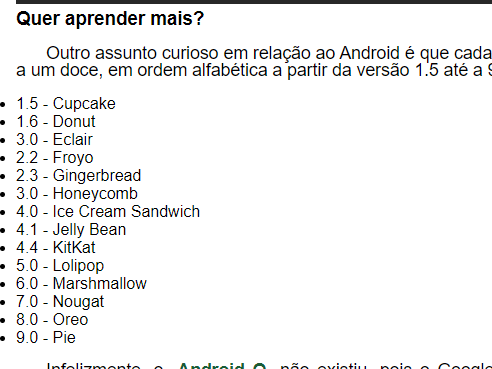 Quer aprender mais?
Outro assunto curioso em relação ao Android é que cada
a um doce, em ordem alfabética a partir da versão 1.5 até a 9
1.5 - Cupcake
1.6 - Donut
3.0 - Eclair
2.2 - Froyo
2.3 - Gingerbread
3.0 - Honeycomb
4.0 - Ice Cream Sandwich
4.1 - Jelly Bean
4.4 - KitKat
5.0 - Lolipop
6.0 - Marshmallow
7.0 - Nougat
8.0 - Oreo
9.0 - Pie
Infelizmente, o Android Q não existiu, pois o Google